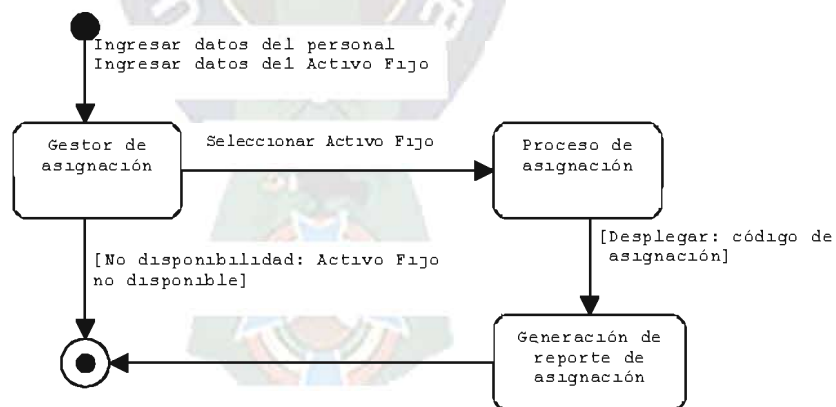 Ingresar datos del personal
Ingresar datos del Activo Fijo
Gestor de
asignación
Seleccionar Activo Fijo
Proceso de
asignación
[No disponibilidad: Activo Fijo
no disponible]
[Desplegar: código de
asignación]
Generación de
reporte de
asignación